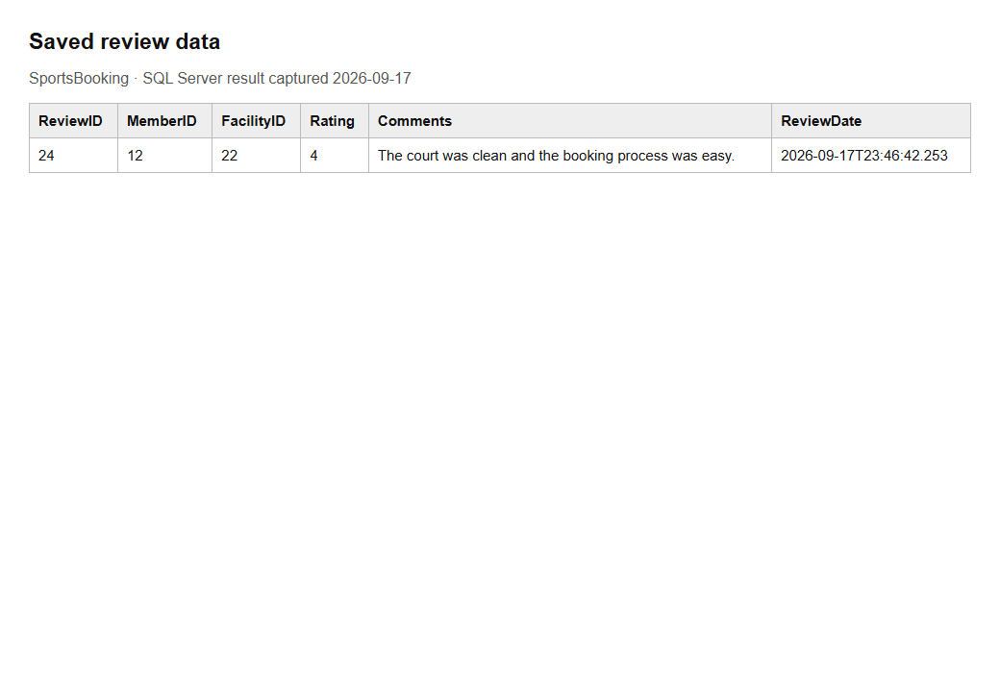 Saved review data
SportsBooking · SQL Server result captured 2026-09-17
ReviewID MemberID FacilityID Rating Comments ReviewDate
24 12 22 4 The court was clean and the booking process was easy. 2026-09-17T23:46:42.253